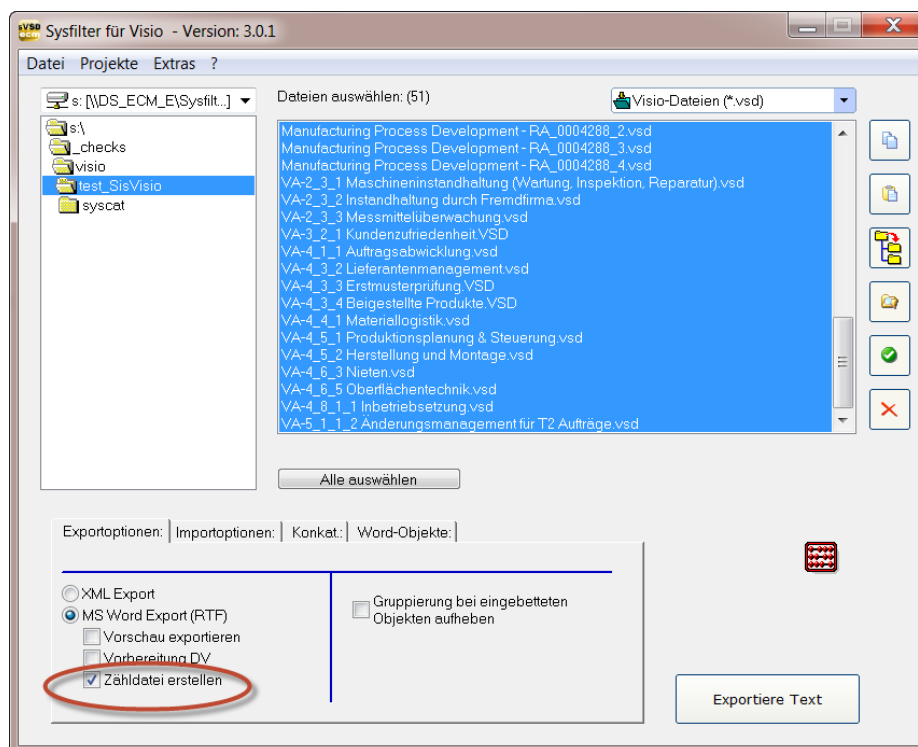 sVSD
ecm
Sysfilter für Visio - Version: 3.0.1
Datei Projekte Extras ?
s: [\\DS_ECM_E\Sysfilt...]
Dateien auswählen: (51)
Visio-Dateien (*.vsd)
s:\
_checks
visio
test_SisVisio
syscat
Manufacturing Process Development - RA_0004288_2.vsd
Manufacturing Process Development - RA_0004288_3.vsd
Manufacturing Process Development - RA_0004288_4.vsd
VA-2_3_1 Maschineninstandhaltung (Wartung, Inspektion, Reparatur).vsd
VA-2_3_2 Instandhaltung durch Fremdfirma.vsd
VA-2_3_3 Messmittelüberwachung.vsd
VA-3_2_1 Kundenzufriedenheit.VSD
VA-4_1_1 Auftragsabwicklung.vsd
VA-4_3_2 Lieferantenmanagement.vsd
VA-4_3_3 Erstmusterprüfung.VSD
VA-4_3_4 Beigestellte Produkte.VSD
VA-4_4_1 Materiallogistik.vsd
VA-4_5_1 Produktionsplanung & Steuerung.vsd
VA-4_5_2 Herstellung und Montage.vsd
VA-4_6_3 Nieten.vsd
VA-4_6_5 Oberflächentechnik.vsd
VA-4_8_1_1 Inbetriebsetzung.vsd
VA-5_1_1_2 Änderungsmanagement für T2 Aufträge.vsd
Alle auswählen
Exportoptionen: Importoptionen: Konkat.: Word-Objekte:
XML Export
MS Word Export (RTF)
Vorschau exportieren
Vorbereitung DV
Zähldatei erstellen
Gruppierung bei eingebetteten
Objekten aufheben
Exportiere Text